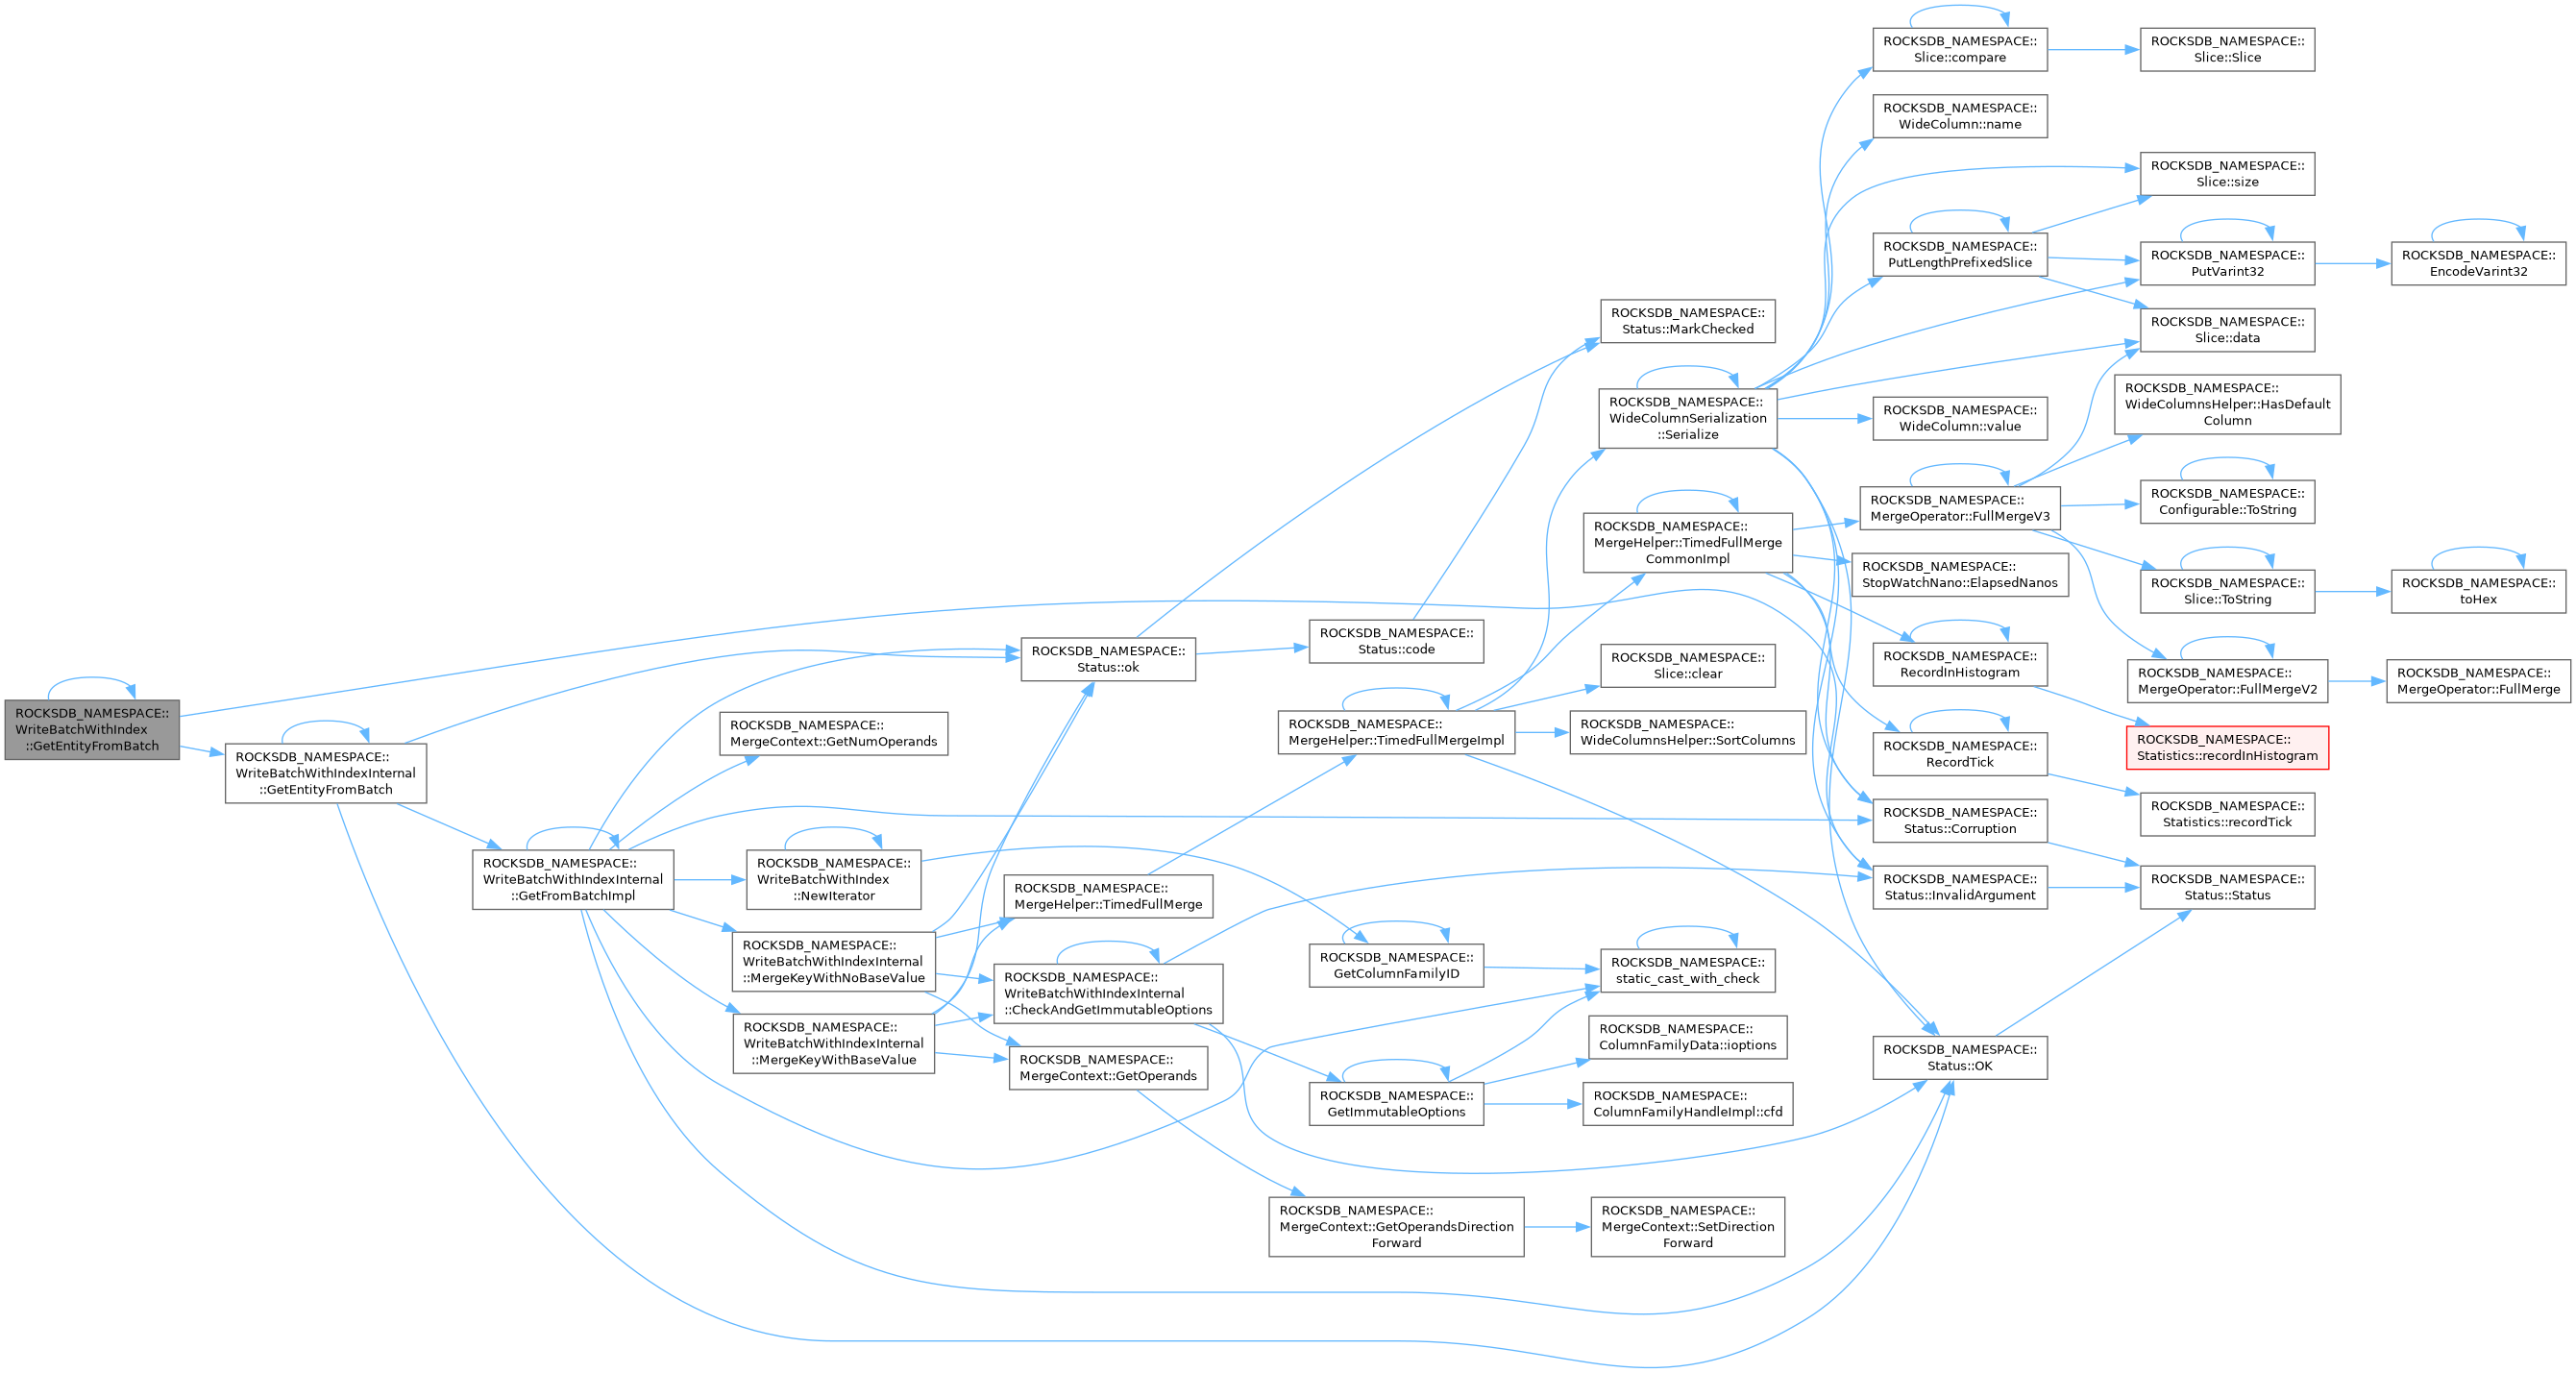 ROCKSDB_NAMESPACE::
WriteBatchWithIndex
::GetEntityFromBatch
ROCKSDB_NAMESPACE::
WriteBatchWithIndexInternal
::GetEntityFromBatch
ROCKSDB_NAMESPACE::
WriteBatchWithIndexInternal
::GetFromBatchImpl
ROCKSDB_NAMESPACE::
MergeContext::GetNumOperands
ROCKSDB_NAMESPACE::
WriteBatchWithIndex
::NewIterator
ROCKSDB_NAMESPACE::
WriteBatchWithIndexInternal
::MergeKeyWithNoBaseValue
ROCKSDB_NAMESPACE::
WriteBatchWithIndexInternal
::MergeKeyWithBaseValue
ROCKSDB_NAMESPACE::
Status::ok
ROCKSDB_NAMESPACE::
MergeHelper::TimedFullMerge
ROCKSDB_NAMESPACE::
WriteBatchWithIndexInternal
::CheckAndGetImmutableOptions
ROCKSDB_NAMESPACE::
MergeContext::GetOperands
ROCKSDB_NAMESPACE::
Status::code
ROCKSDB_NAMESPACE::
MergeHelper::TimedFullMergeImpl
ROCKSDB_NAMESPACE::
GetColumnFamilyID
ROCKSDB_NAMESPACE::
GetImmutableOptions
ROCKSDB_NAMESPACE::
MergeContext::GetOperandsDirection
Forward
ROCKSDB_NAMESPACE::
Status::MarkChecked
ROCKSDB_NAMESPACE::
WideColumnSerialization
::Serialize
ROCKSDB_NAMESPACE::
MergeHelper::TimedFullMerge
CommonImpl
ROCKSDB_NAMESPACE::
Slice::clear
ROCKSDB_NAMESPACE::
WideColumnsHelper::SortColumns
ROCKSDB_NAMESPACE::
static_cast_with_check
ROCKSDB_NAMESPACE::
ColumnFamilyData::ioptions
ROCKSDB_NAMESPACE::
ColumnFamilyHandleImpl::cfd
ROCKSDB_NAMESPACE::
MergeContext::SetDirection
Forward
ROCKSDB_NAMESPACE::
Slice::compare
ROCKSDB_NAMESPACE::
WideColumn::name
ROCKSDB_NAMESPACE::
PutLengthPrefixedSlice
ROCKSDB_NAMESPACE::
WideColumn::value
ROCKSDB_NAMESPACE::
MergeOperator::FullMergeV3
ROCKSDB_NAMESPACE::
StopWatchNano::ElapsedNanos
ROCKSDB_NAMESPACE::
RecordInHistogram
ROCKSDB_NAMESPACE::
RecordTick
ROCKSDB_NAMESPACE::
Status::Corruption
ROCKSDB_NAMESPACE::
Status::InvalidArgument
ROCKSDB_NAMESPACE::
Status::OK
ROCKSDB_NAMESPACE::
Slice::Slice
ROCKSDB_NAMESPACE::
Slice::size
ROCKSDB_NAMESPACE::
PutVarint32
ROCKSDB_NAMESPACE::
Slice::data
ROCKSDB_NAMESPACE::
WideColumnsHelper::HasDefault
Column
ROCKSDB_NAMESPACE::
Configurable::ToString
ROCKSDB_NAMESPACE::
Slice::ToString
ROCKSDB_NAMESPACE::
MergeOperator::FullMergeV2
ROCKSDB_NAMESPACE::
Statistics::recordInHistogram
ROCKSDB_NAMESPACE::
Statistics::recordTick
ROCKSDB_NAMESPACE::
Status::Status
ROCKSDB_NAMESPACE::
EncodeVarint32
ROCKSDB_NAMESPACE::
toHex
ROCKSDB_NAMESPACE::
MergeOperator::FullMerge